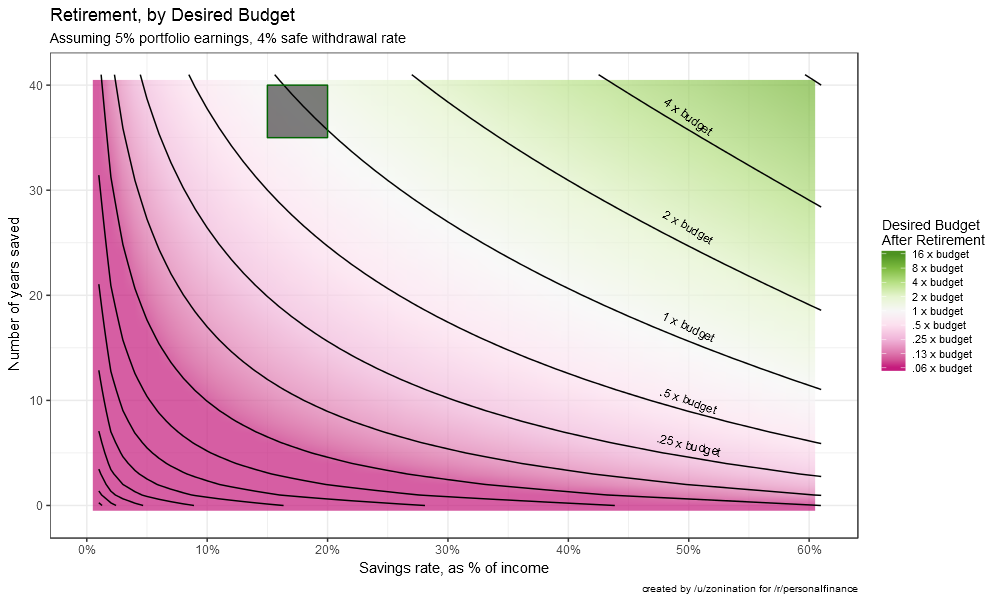 Retirement, by Desired Budget
Assuming 5% portfolio earnings, 4% safe withdrawal rate
Number of years saved
40
30
20
10
0
4 x budget
2 x budget
1 x budget
.5 x budget
.25 x budget
0%
10%
20%
30%
40%
50%
60%
Savings rate, as % of income
Desired Budget
After Retirement
16 x budget
8 x budget
4 x budget
2 x budget
1 x budget
.5 x budget
.25 x budget
.13 x budget
.06 x budget
created by /u/zonination for /r/personalfinance